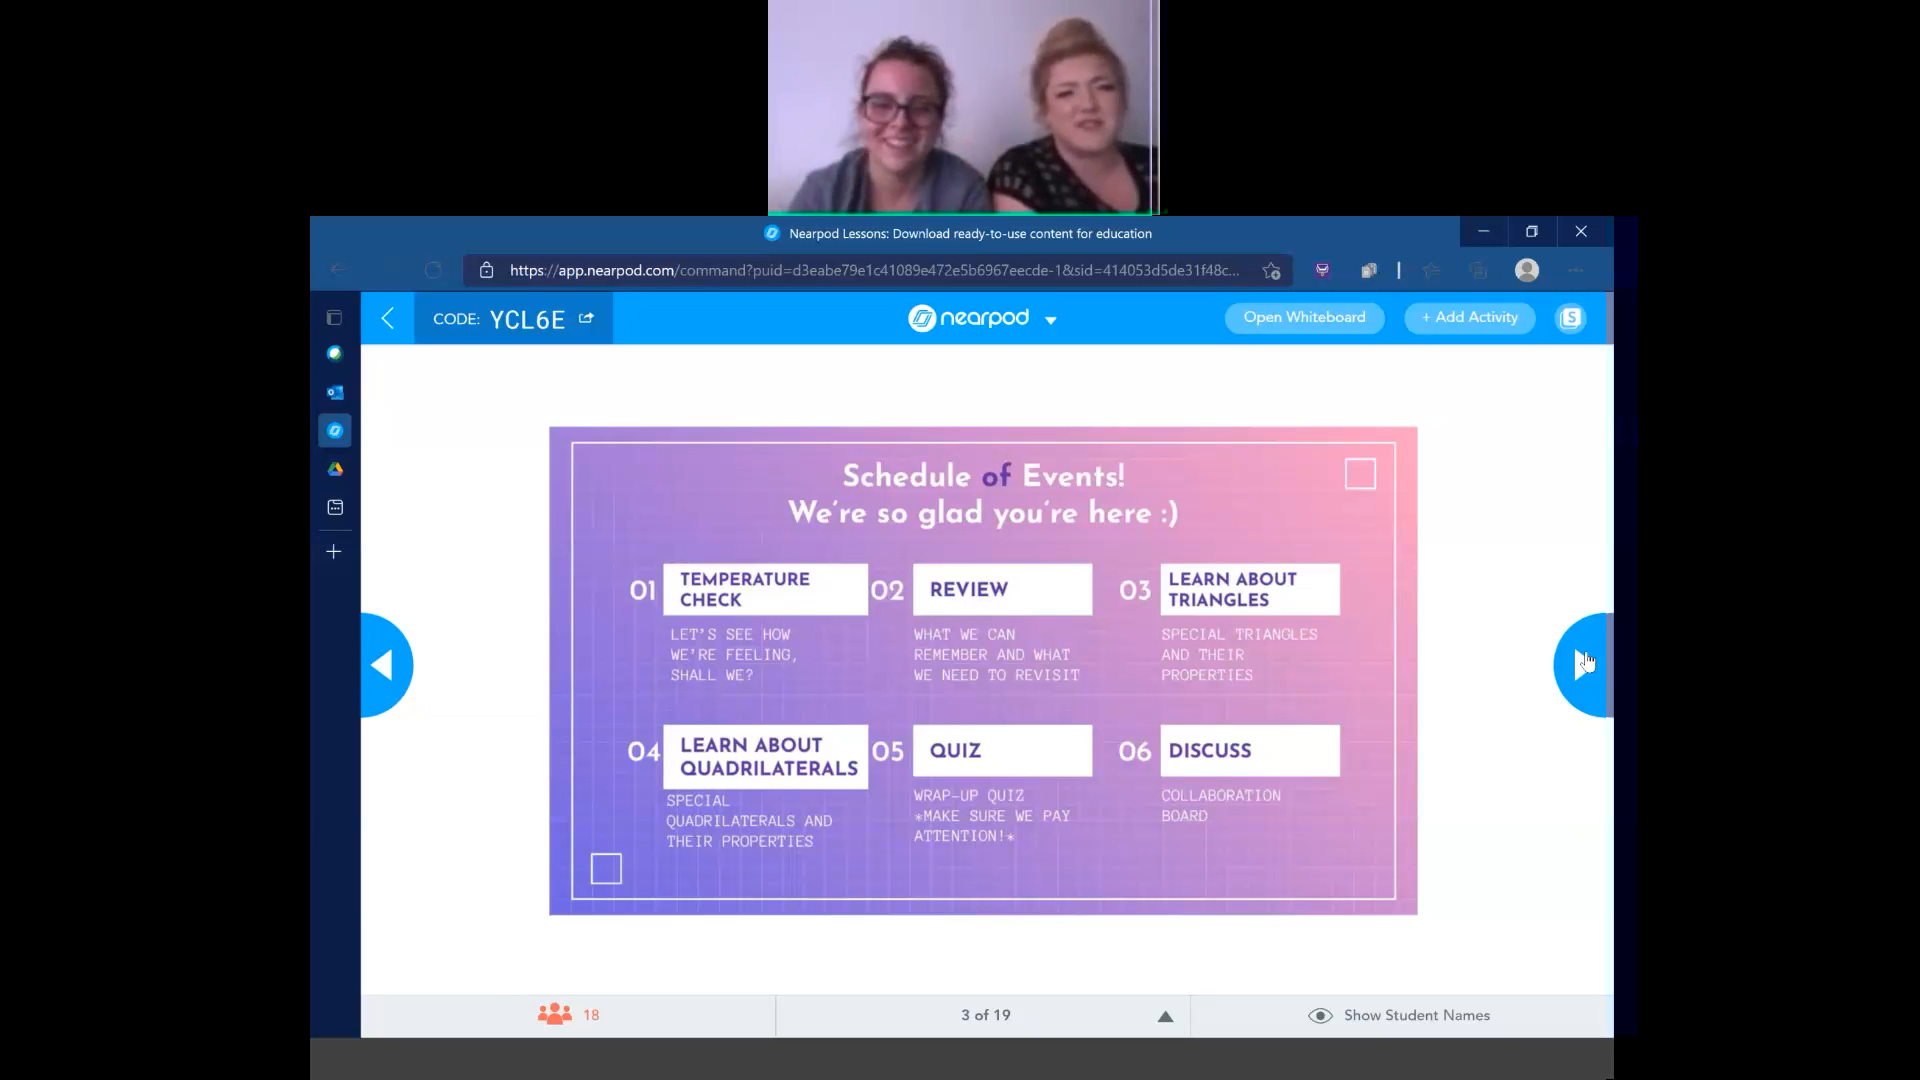 Nearpod Lessons: Download ready-to-use content for education
https://app.nearpod.com/command?puid=d3eabe79e1c41089e472e5b6967eecde-1&sid=414053d5de31f48c...
CODE: YCL6E
nearpod
Open Whiteboard
+ Add Activity
S
Schedule of Events!
We're so glad you're here :)
01
TEMPERATURE
CHECK
LET'S SEE HOW
WE'RE FEELING,
SHALL WE?
02
REVIEW
WHAT WE CAN
REMEMBER AND WHAT
WE NEED TO REVISIT
03
LEARN ABOUT
TRIANGLES
SPECIAL TRIANGLES
AND THEIR
PROPERTIES
04
LEARN ABOUT
QUADRILATERALS
SPECIAL
QUADRILATERALS AND
THEIR PROPERTIES
05
QUIZ
WRAP-UP QUIZ
*MAKE SURE WE PAY
ATTENTION!*
06
DISCUSS
COLLABORATION
BOARD
18
3 of 19
Show Student Names